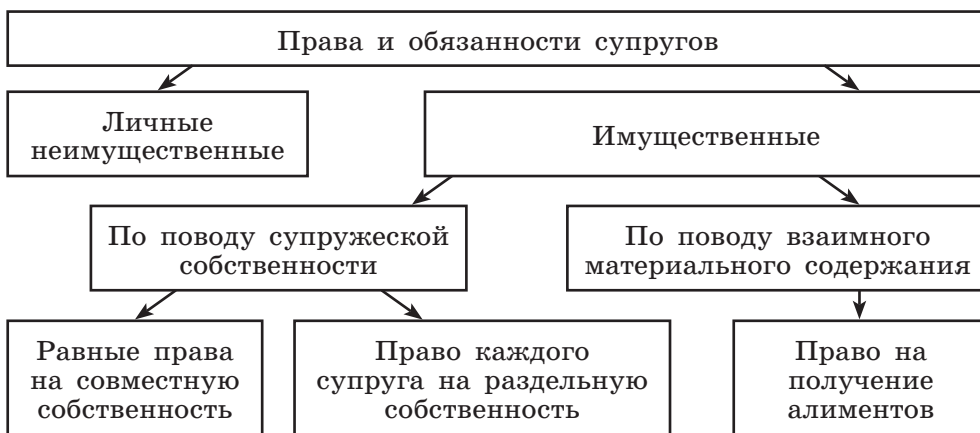 Права и обязанности супругов
Личные
неимущественные
Имущественные
По поводу супружеской
собственности
По поводу взаимного
материального содержания
Равные права
на совместную
собственность
Право каждого
супруга на раздельную
собственность
Право на
получение
алиментов